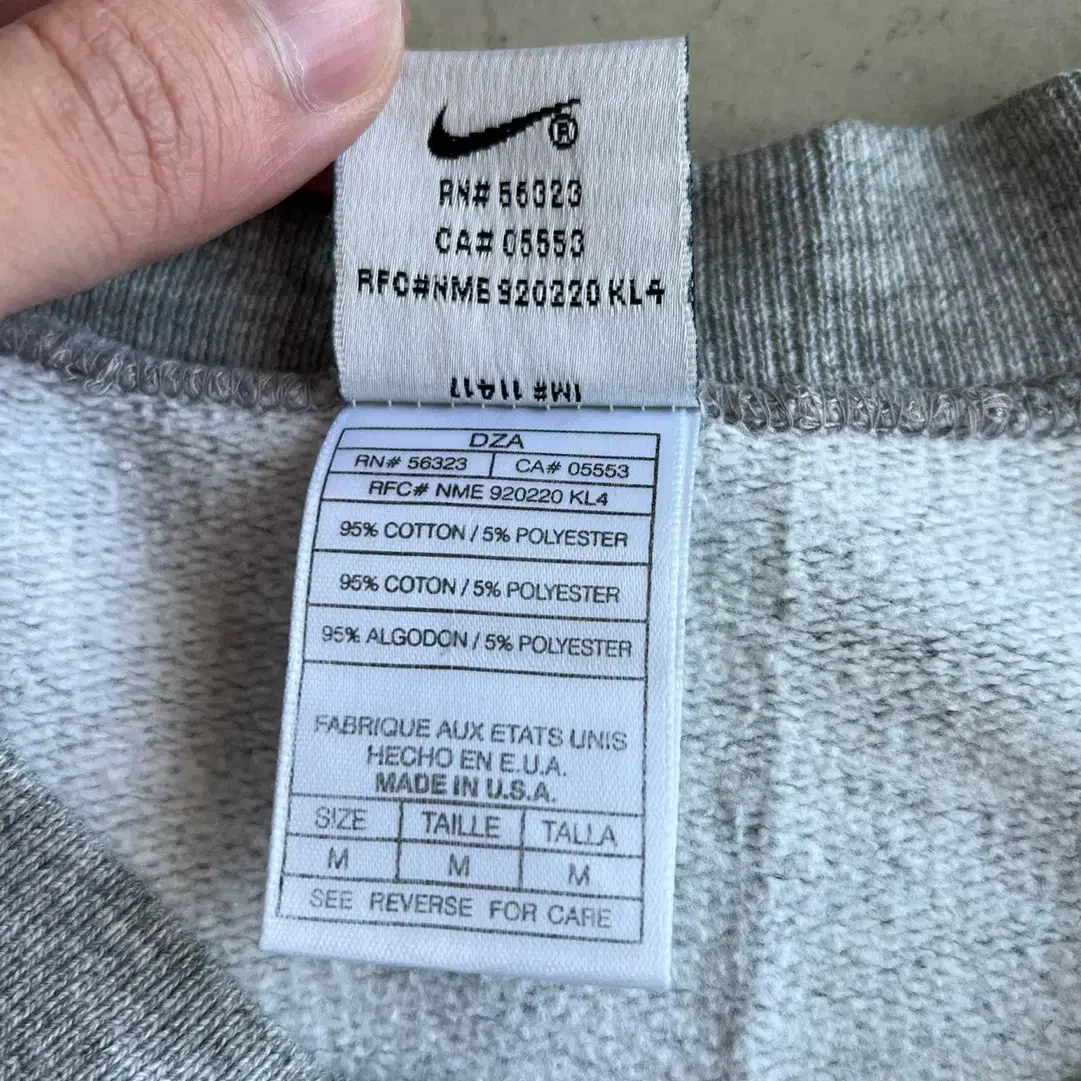 RN# 56323
CA# 05553
RFC#NME 920220 KL4
IM# 11417
DZA
RN# 56323 CA# 05553
RFC# NME 920220 KL4
95% COTTON / 5% POLYESTER
95% COTON / 5% POLYESTER
95% ALGODON / 5% POLYESTER
FABRIQUE AUX ETATS UNIS
HECHO EN E.U.A.
MADE IN U.S.A.
SIZE TAILLE TALLA
M M M
SEE REVERSE FOR CARE